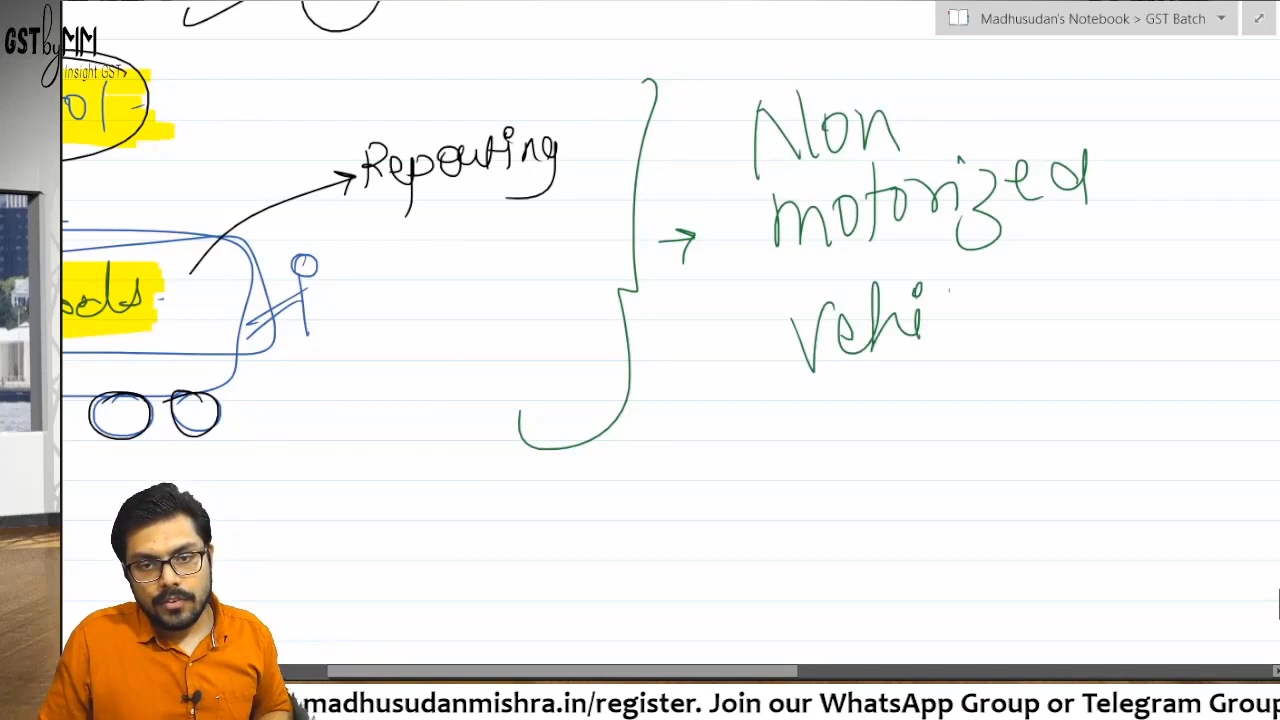 GST by MM
Insight GST
Madhusudan's Notebook > GST Batch
Reporting
Non
motorized
vehi
madhusudanmishra.in/register. Join our WhatsApp Group or Telegram Group